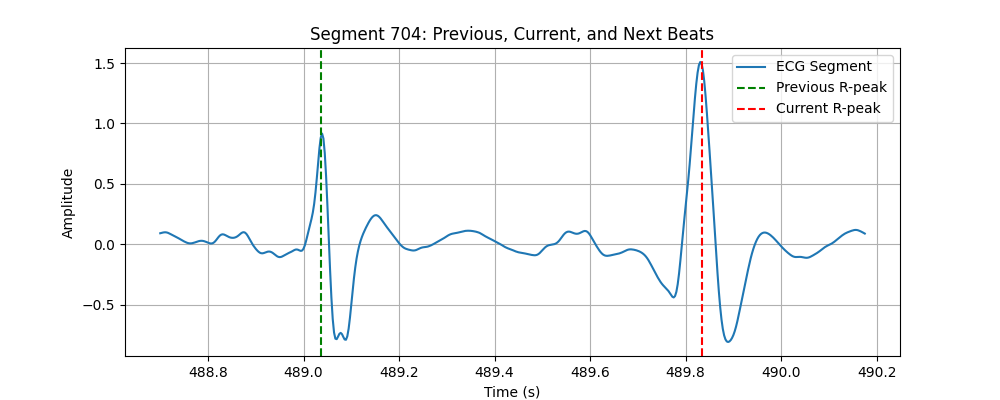 Segment 704: Previous, Current, and Next Beats
ECG Segment
Previous R-peak
Current R-peak
Amplitude
1.5
1.0
0.5
0.0
−0.5
488.8 489.0 489.2 489.4 489.6 489.8 490.0 490.2
Time (s)